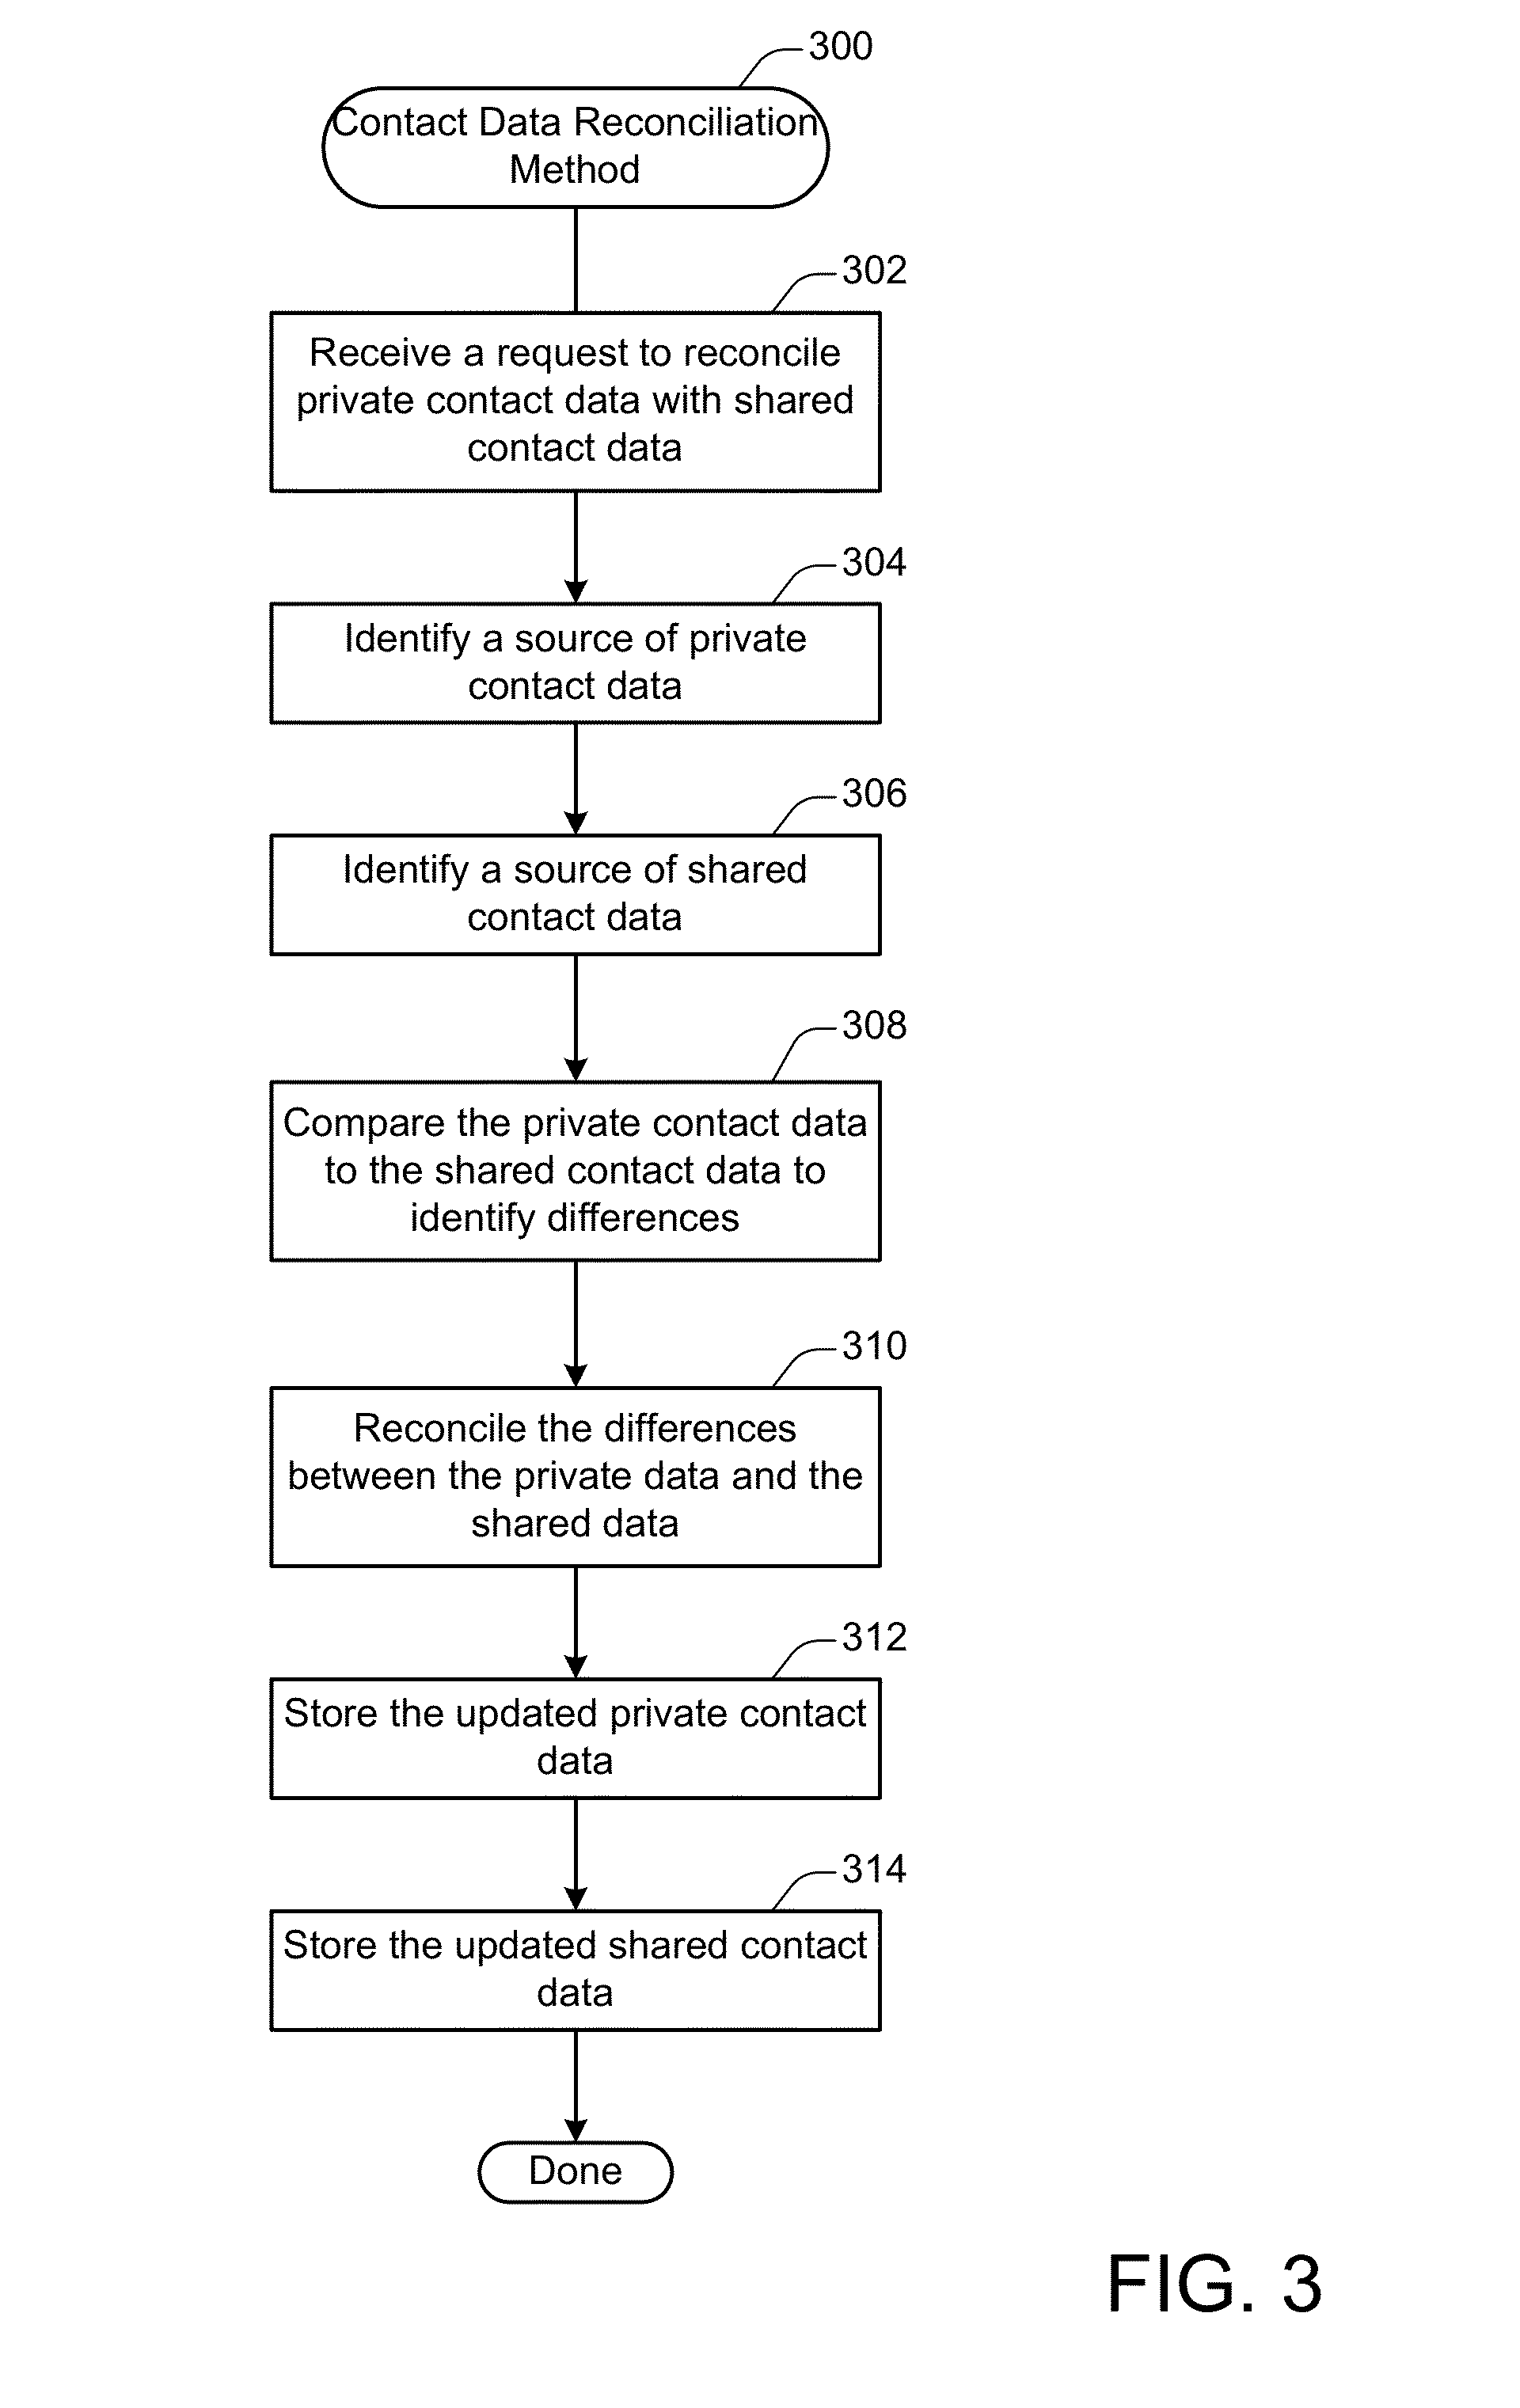 300
Contact Data Reconciliation
Method
302
Receive a request to reconcile
private contact data with shared
contact data
304
Identify a source of private
contact data
306
Identify a source of shared
contact data
308
Compare the private contact data
to the shared contact data to
identify differences
310
Reconcile the differences
between the private data and the
shared data
312
Store the updated private contact
data
314
Store the updated shared contact
data
Done
FIG. 3